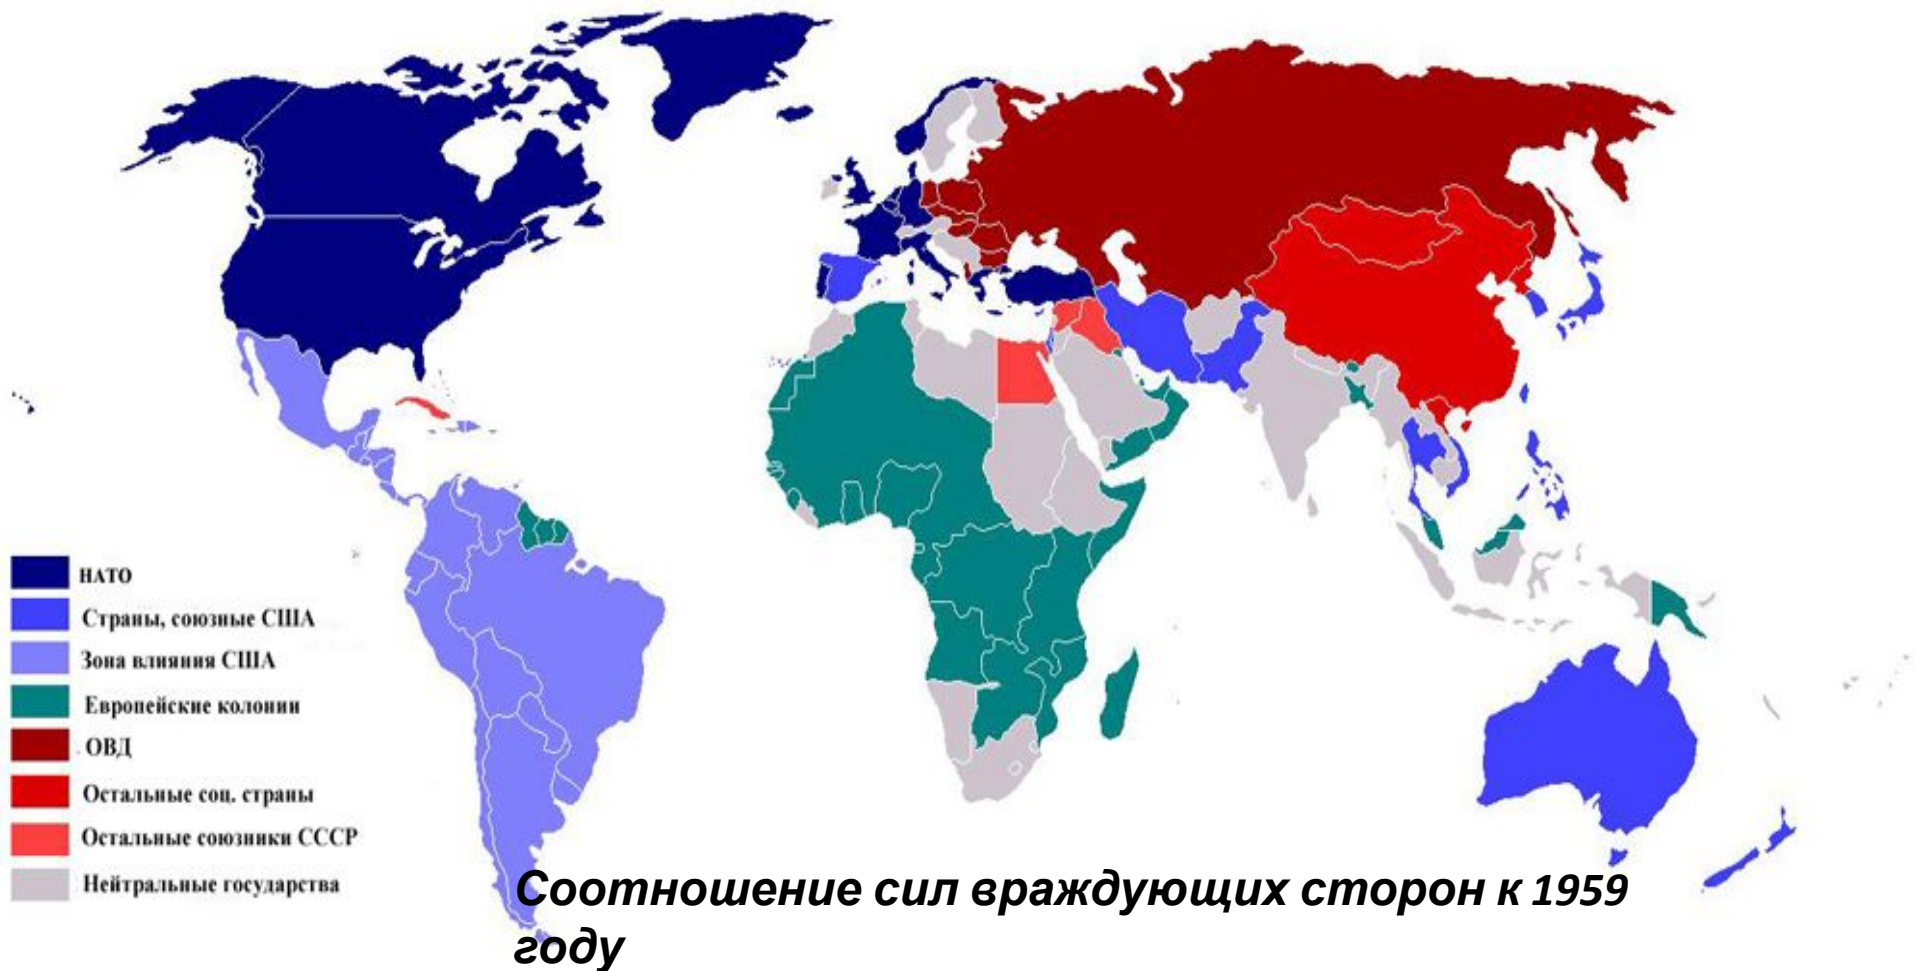 НАТО
Страны, союзные США
Зона влияния США
Европейские колонии
ОВД
Остальные соц. страны
Остальные союзники СССР
Нейтральные государства
Соотношение сил враждующих сторон к 1959
году